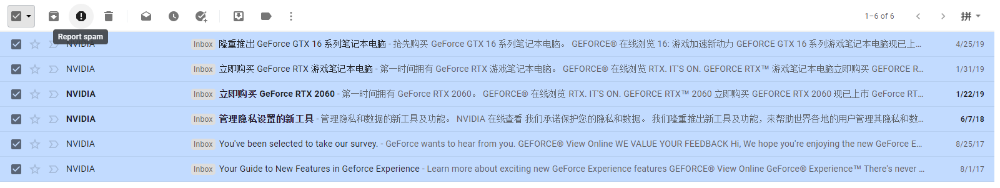 1–6 of 6 拼
Report spam
NVIDIA Inbox 隆重推出 GeForce GTX 16 系列笔记本电脑 - 抢先购买 GeForce GTX 16 系列笔记本电脑。 GEFORCE® 在线浏览 16: 游戏加速新动力 GEFORCE GTX 16 系列游戏笔记本电脑现已上... 4/25/19
NVIDIA Inbox 立即购买 GeForce RTX 游戏笔记本电脑 - 第一时间拥有 GeForce RTX 游戏笔记本电脑。 GEFORCE® 在线浏览 RTX. IT'S ON. GEFORCE RTX™ 游戏笔记本电脑立即购买 GEFORCE R... 1/31/19
NVIDIA Inbox 立即购买 GeForce RTX 2060 - 第一时间拥有 GeForce RTX 2060。 GEFORCE® 在线浏览 RTX. IT'S ON. GEFORCE RTX™ 2060 立即购买 GEFORCE RTX 2060 现已上市 GeForce RT... 1/22/19
NVIDIA Inbox 管理隐私设置的新工具 - 管理隐私和数据的新工具及功能。 NVIDIA 在线查看 我们承诺保护您的隐私和数据。 我们隆重推出新工具及功能，来帮助世界各地的用户管理其隐私和数... 6/7/18
NVIDIA Inbox You've been selected to take our survey. - GeForce wants to hear from you. GEFORCE® View Online WE VALUE YOUR FEEDBACK Hi, We hope you're enjoying the new GeForce E... 8/25/17
NVIDIA Inbox Your Guide to New Features in Geforce Experience - Learn more about exciting new GeForce Experience features GEFORCE® View Online GeForce® Experience™ There's never ... 8/1/17